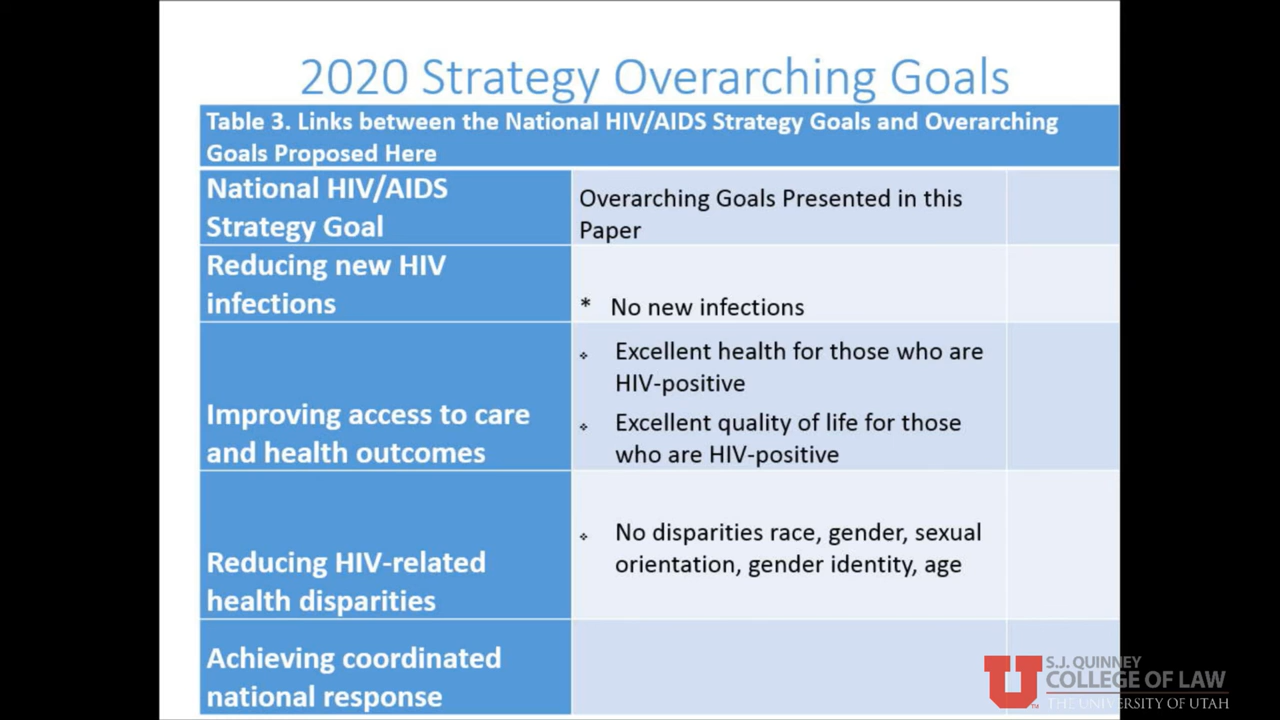 2020 Strategy Overarching Goals
Table 3. Links between the National HIV/AIDS Strategy Goals and Overarching
Goals Proposed Here
National HIV/AIDS
Strategy Goal
Overarching Goals Presented in this
Paper
Reducing new HIV
infections
* No new infections
Improving access to care
and health outcomes
❖ Excellent health for those who are
HIV-positive
❖ Excellent quality of life for those
who are HIV-positive
Reducing HIV-related
health disparities
❖ No disparities race, gender, sexual
orientation, gender identity, age
Achieving coordinated
national response
U
S.J. QUINNEY
COLLEGE OF LAW
THE UNIVERSITY OF UTAH